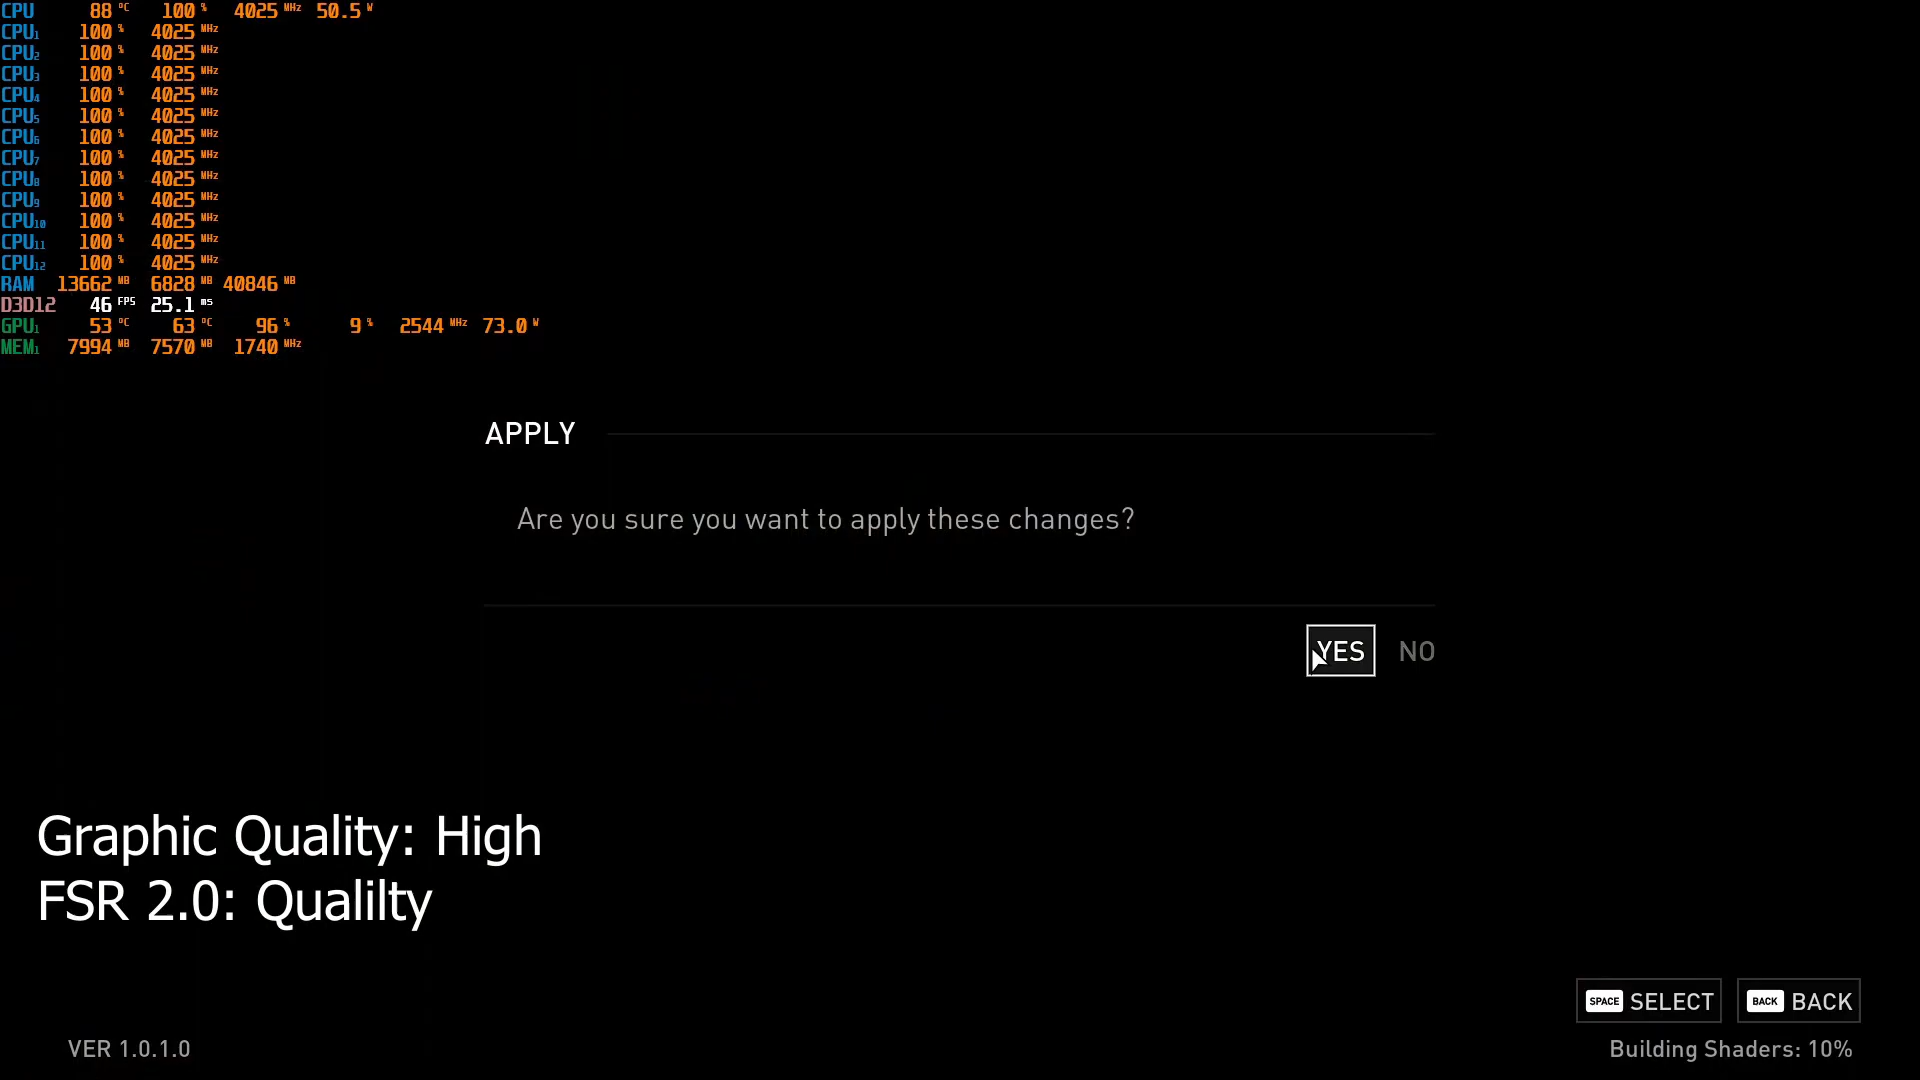 CPU 88 °C 100 % 4025 MHz 50.5 W
CPU1 100 % 4025 MHz
CPU2 100 % 4025 MHz
CPU3 100 % 4025 MHz
CPU4 100 % 4025 MHz
CPU5 100 % 4025 MHz
CPU6 100 % 4025 MHz
CPU7 100 % 4025 MHz
CPU8 100 % 4025 MHz
CPU9 100 % 4025 MHz
CPU10 100 % 4025 MHz
CPU11 100 % 4025 MHz
CPU12 100 % 4025 MHz
RAM 13662 MB 6828 MB 40846 MB
D3D12 46 FPS 25.1 ms
GPU1 53 °C 63 °C 96 % 9 % 2544 MHz 73.0 W
MEM1 7994 MB 7570 MB 1740 MHz
APPLY
Are you sure you want to apply these changes?
YES NO
Graphic Quality: High
FSR 2.0: Qualilty
SPACE SELECT BACK BACK
VER 1.0.1.0
Building Shaders: 10%